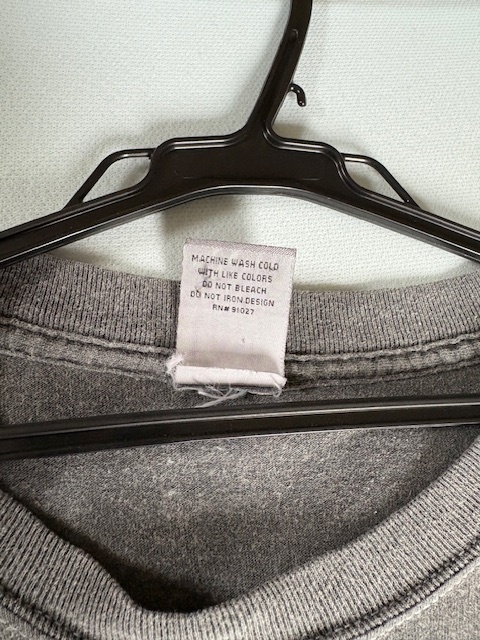 MACHINE WASH COLD
WITH LIKE COLORS
DO NOT BLEACH
DO NOT IRON DESIGN
RN# 91027